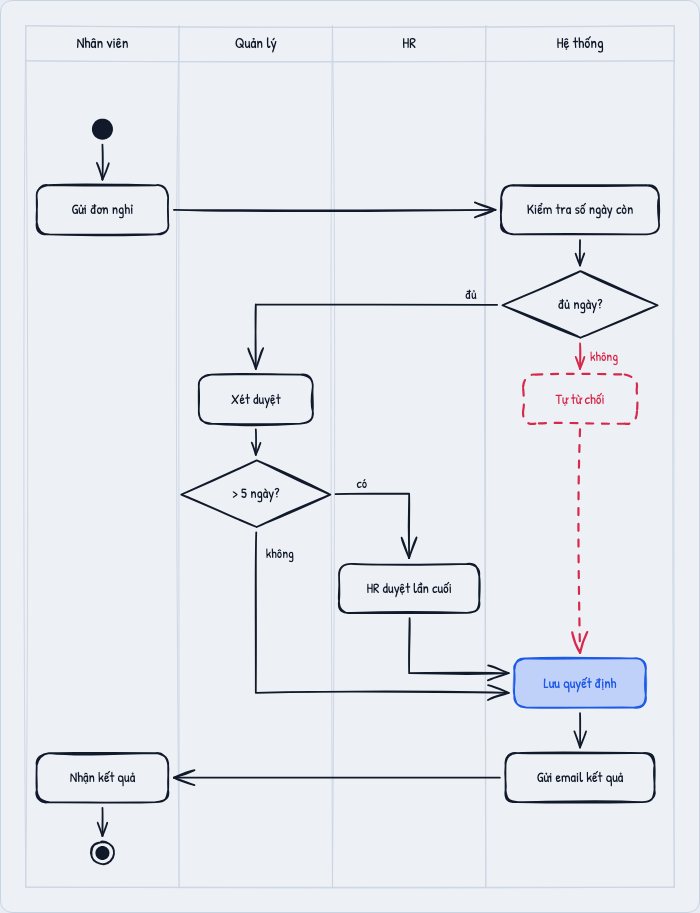 Nhân viên
Quản lý
HR
Hệ thống
Gửi đơn nghỉ
Kiểm tra số ngày còn
đủ
đủ ngày?
không
Xét duyệt
Tự từ chối
> 5 ngày?
có
không
HR duyệt lần cuối
Lưu quyết định
Nhận kết quả
Gửi email kết quả